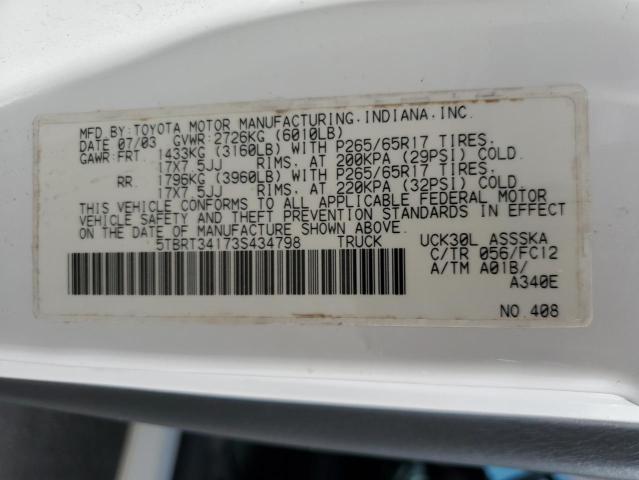 MFD.BY:TOYOTA MOTOR MANUFACTURING.INDIANA.INC.
DATE 07/03 GVWR:2726KG (6010LB)
GAWR:FRT. 1433KG (3160LB) WITH P265/65R17 TIRES.
17X7.5JJ RIMS. AT 200KPA (29PSI) COLD.
RR. 1796KG (3960LB) WITH P265/65R17 TIRES.
17X7.5JJ RIMS. AT 220KPA (32PSI) COLD.
THIS VEHICLE CONFORMS TO ALL APPLICABLE FEDERAL MOTOR
VEHICLE SAFETY AND THEFT PREVENTION STANDARDS
IN EFFECT ON THE DATE OF MANUFACTURE SHOWN ABOVE.
5TBRT34173S434798 TRUCK UCK30L ASSSKA
C/TR 056/FC12
A/TM A01B/
A340E
NO.408